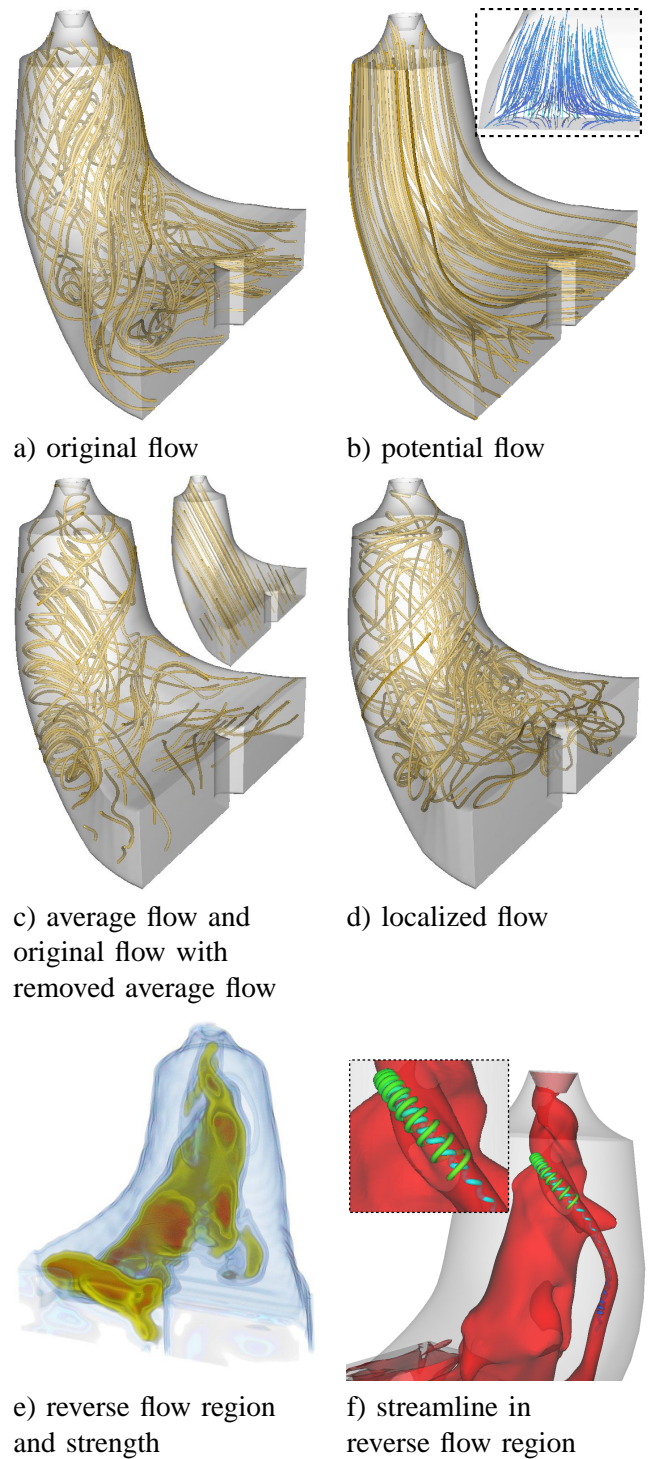 a) original flow
b) potential flow
c) average flow and
original flow with
removed average flow
d) localized flow
e) reverse flow region
and strength
f) streamline in
reverse flow region